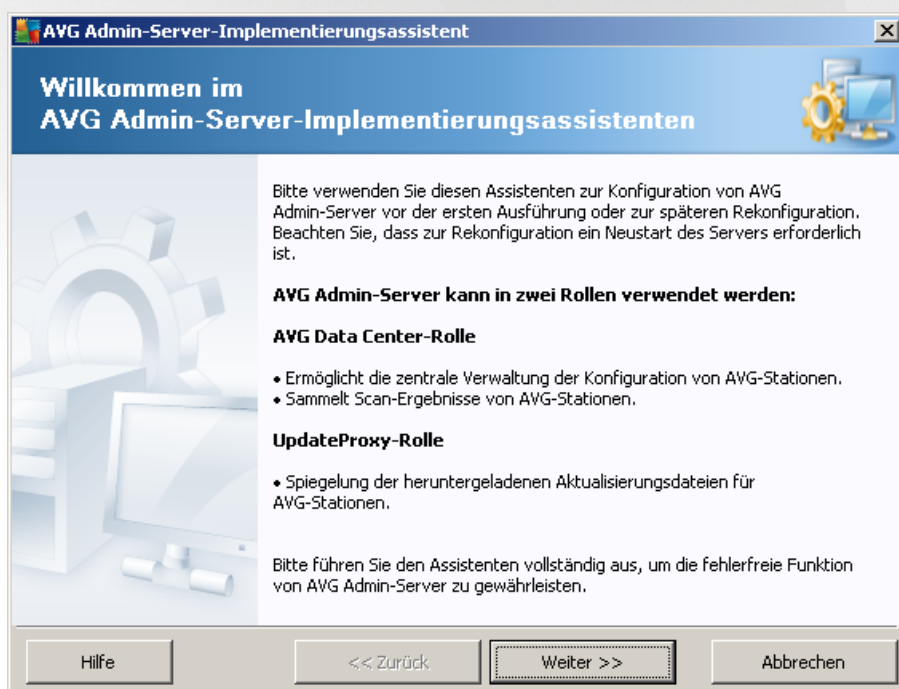 AVG Admin-Server-Implementierungsassistent
Willkommen im
AVG Admin-Server-Implementierungsassistenten
Bitte verwenden Sie diesen Assistenten zur Konfiguration von AVG
Admin-Server vor der ersten Ausführung oder zur späteren Rekonfiguration.
Beachten Sie, dass zur Rekonfiguration ein Neustart des Servers erforderlich
ist.
AVG Admin-Server kann in zwei Rollen verwendet werden:
AVG Data Center-Rolle
• Ermöglicht die zentrale Verwaltung der Konfiguration von AVG-Stationen.
• Sammelt Scan-Ergebnisse von AVG-Stationen.
UpdateProxy-Rolle
• Spiegelung der heruntergeladenen Aktualisierungsdateien für
AVG-Stationen.
Bitte führen Sie den Assistenten vollständig aus, um die fehlerfreie Funktion
von AVG Admin-Server zu gewährleisten.
Hilfe
<< Zurück
Weiter >>
Abbrechen